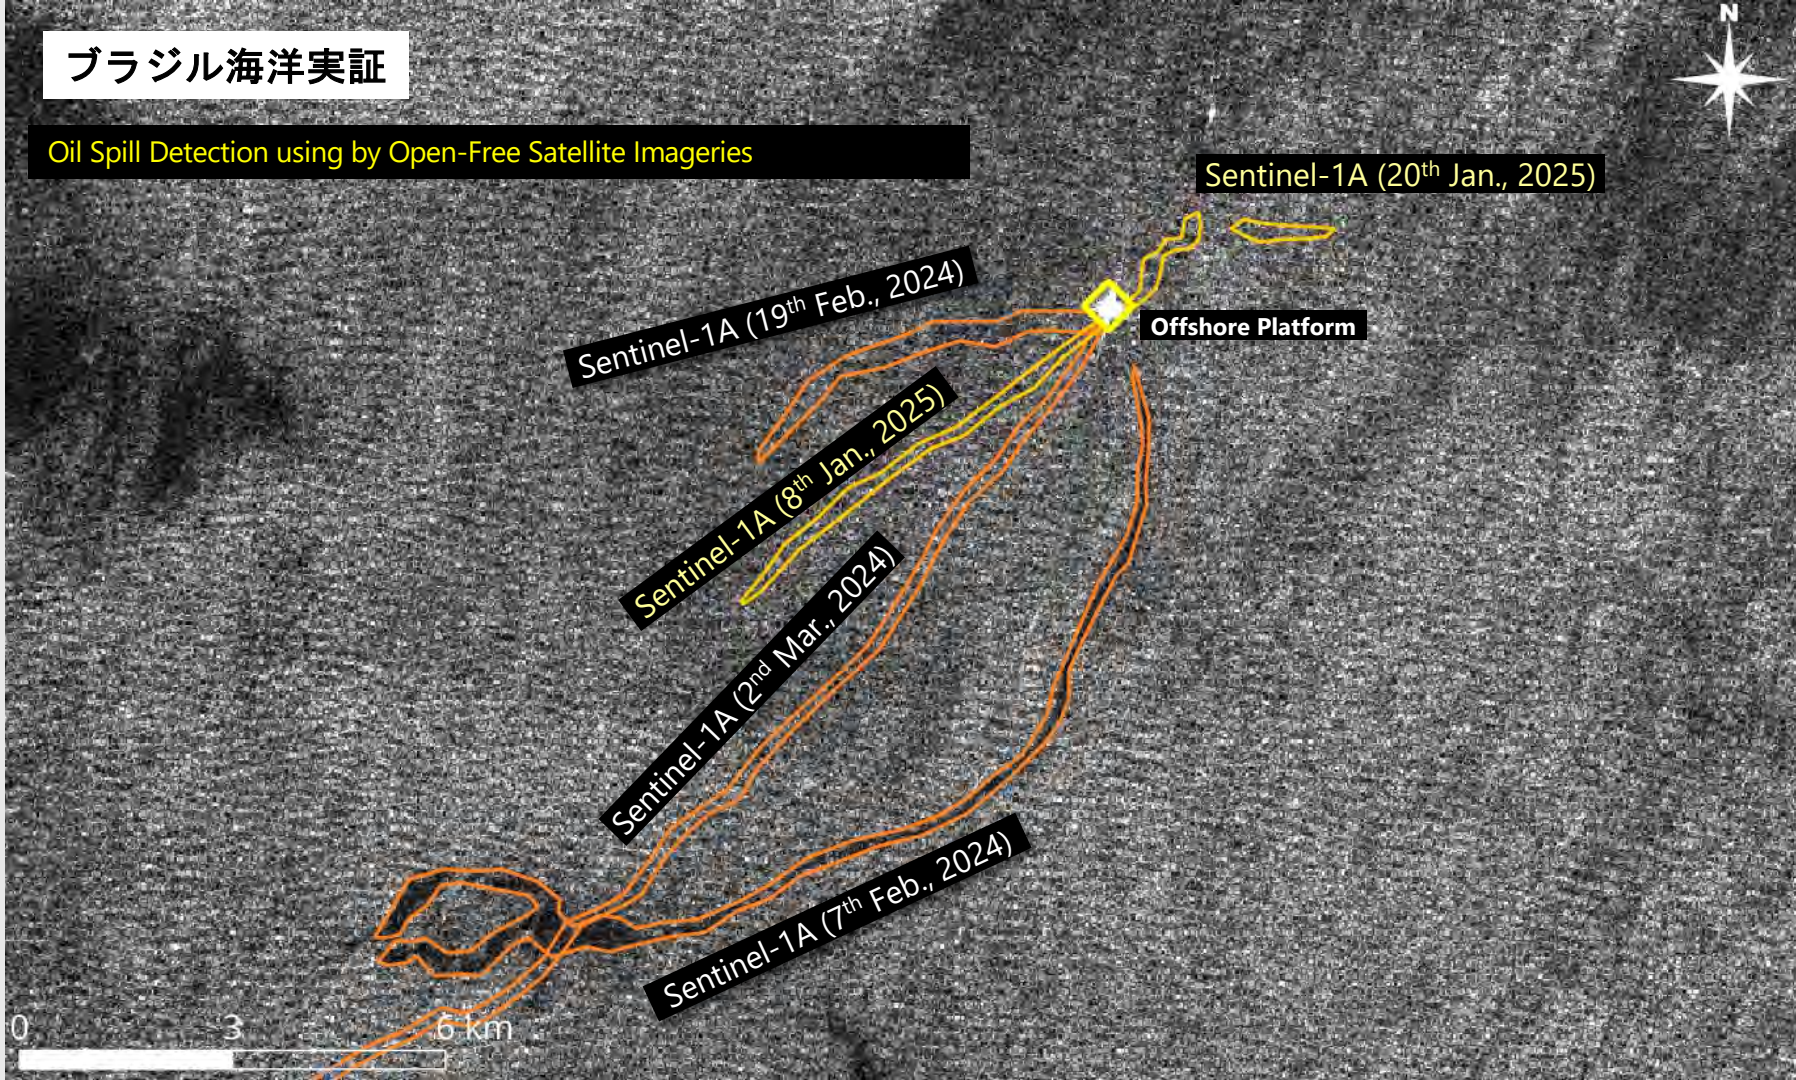 ブラジル海洋実証
N
Oil Spill Detection using by Open-Free Satellite Imageries
Sentinel-1A (20th Jan., 2025)
Sentinel-1A (19th Feb., 2024)
Offshore Platform
Sentinel-1A (8th Jan., 2025)
Sentinel-1A (2nd Mar., 2024)
Sentinel-1A (7th Feb., 2024)
0 3 6 km